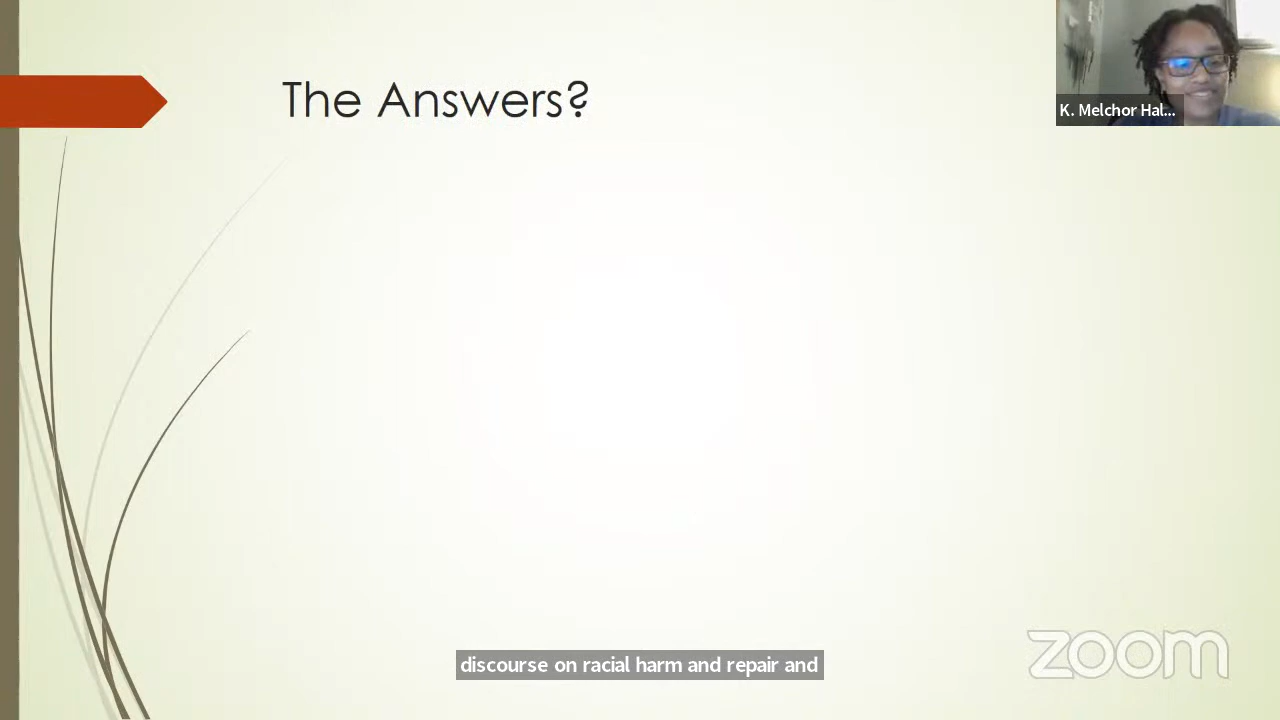 The Answers?
K. Melchor Hal...
discourse on racial harm and repair and
zoom